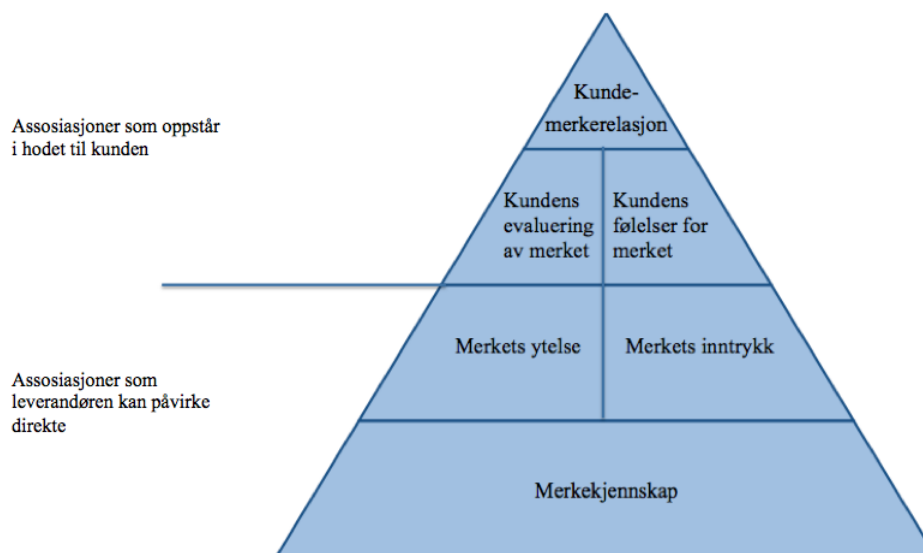 Kunde-
merkerelasjon
Assosiasjoner som oppstår
i hodet til kunden
Kundens
evaluering
av merket
Kundens
følelser for
merket
Merkets ytelse
Merkets inntrykk
Assosiasjoner som
leverandøren kan påvirke
direkte
Merkekjennskap